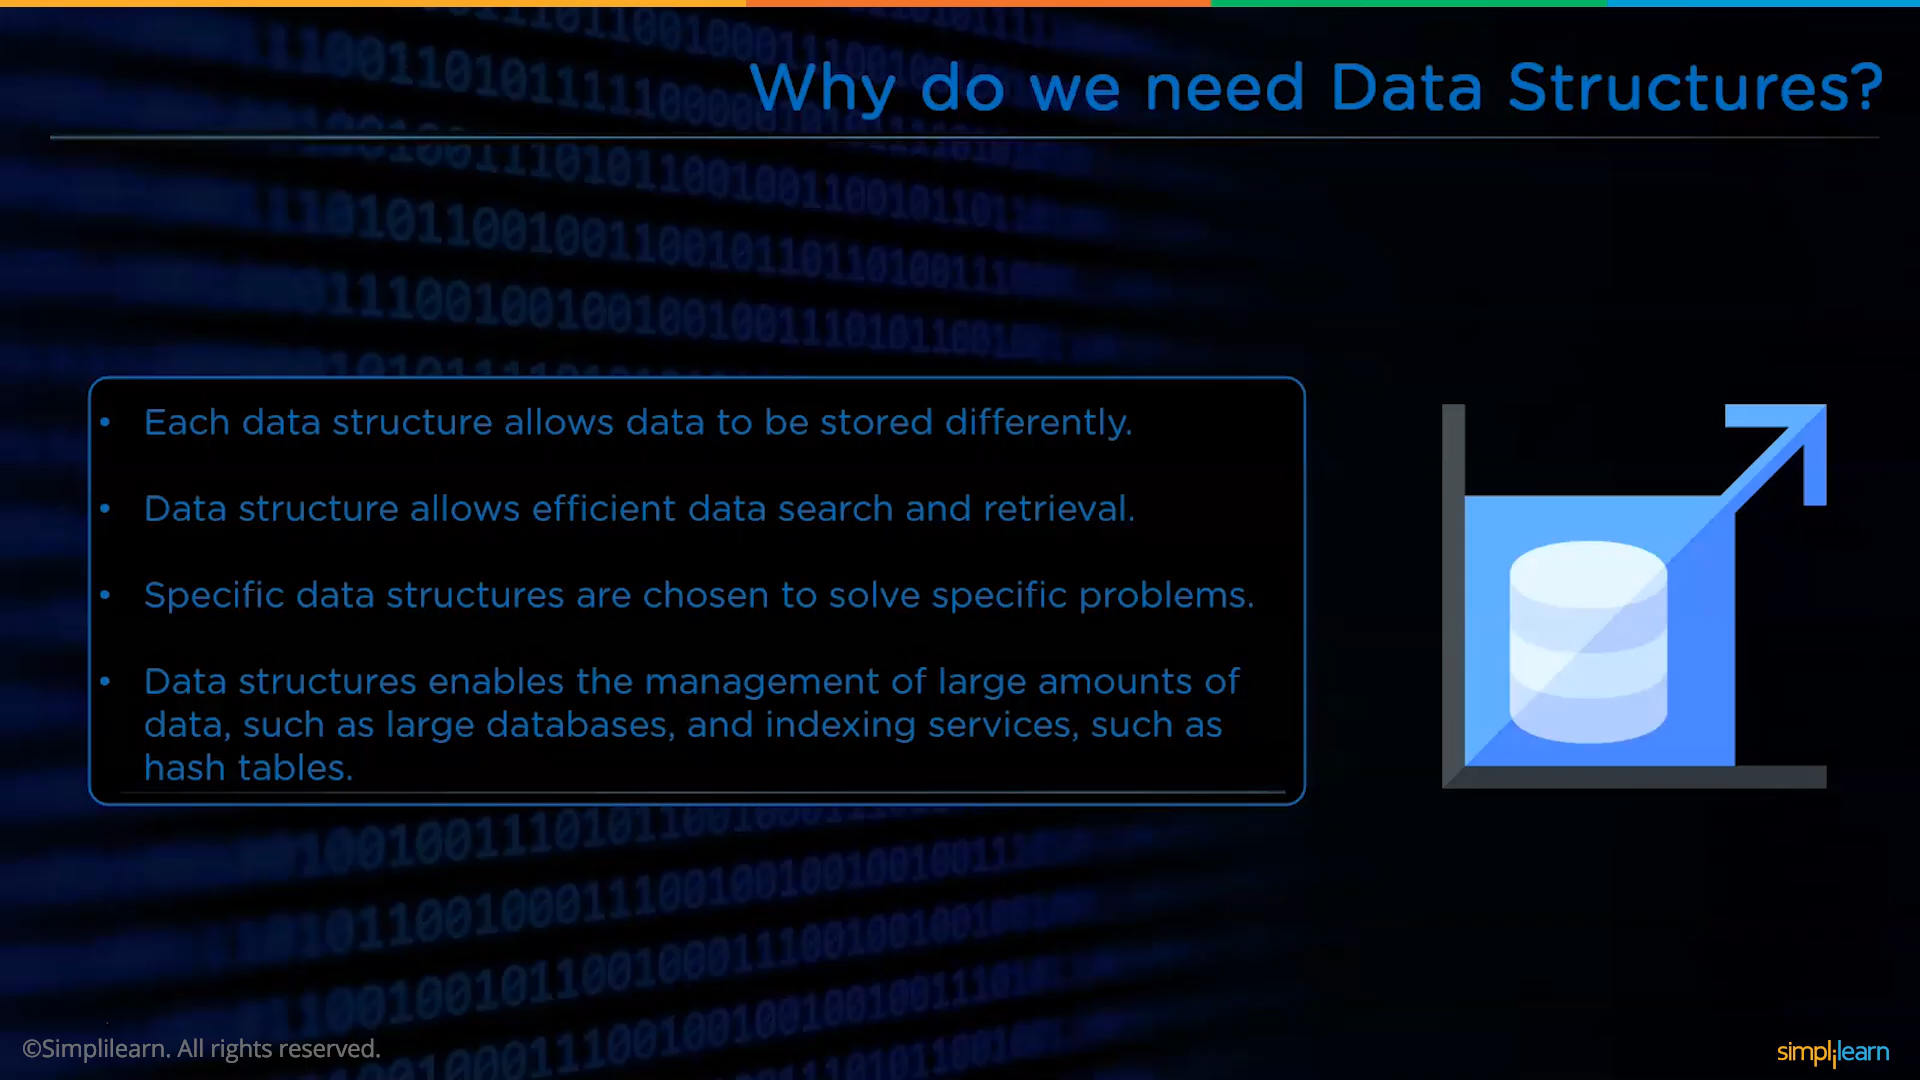 Why do we need Data Structures?
• Each data structure allows data to be stored differently.
• Data structure allows efficient data search and retrieval.
• Specific data structures are chosen to solve specific problems.
• Data structures enables the management of large amounts of
data, such as large databases, and indexing services, such as
hash tables.
©Simplilearn. All rights reserved.
simplilearn